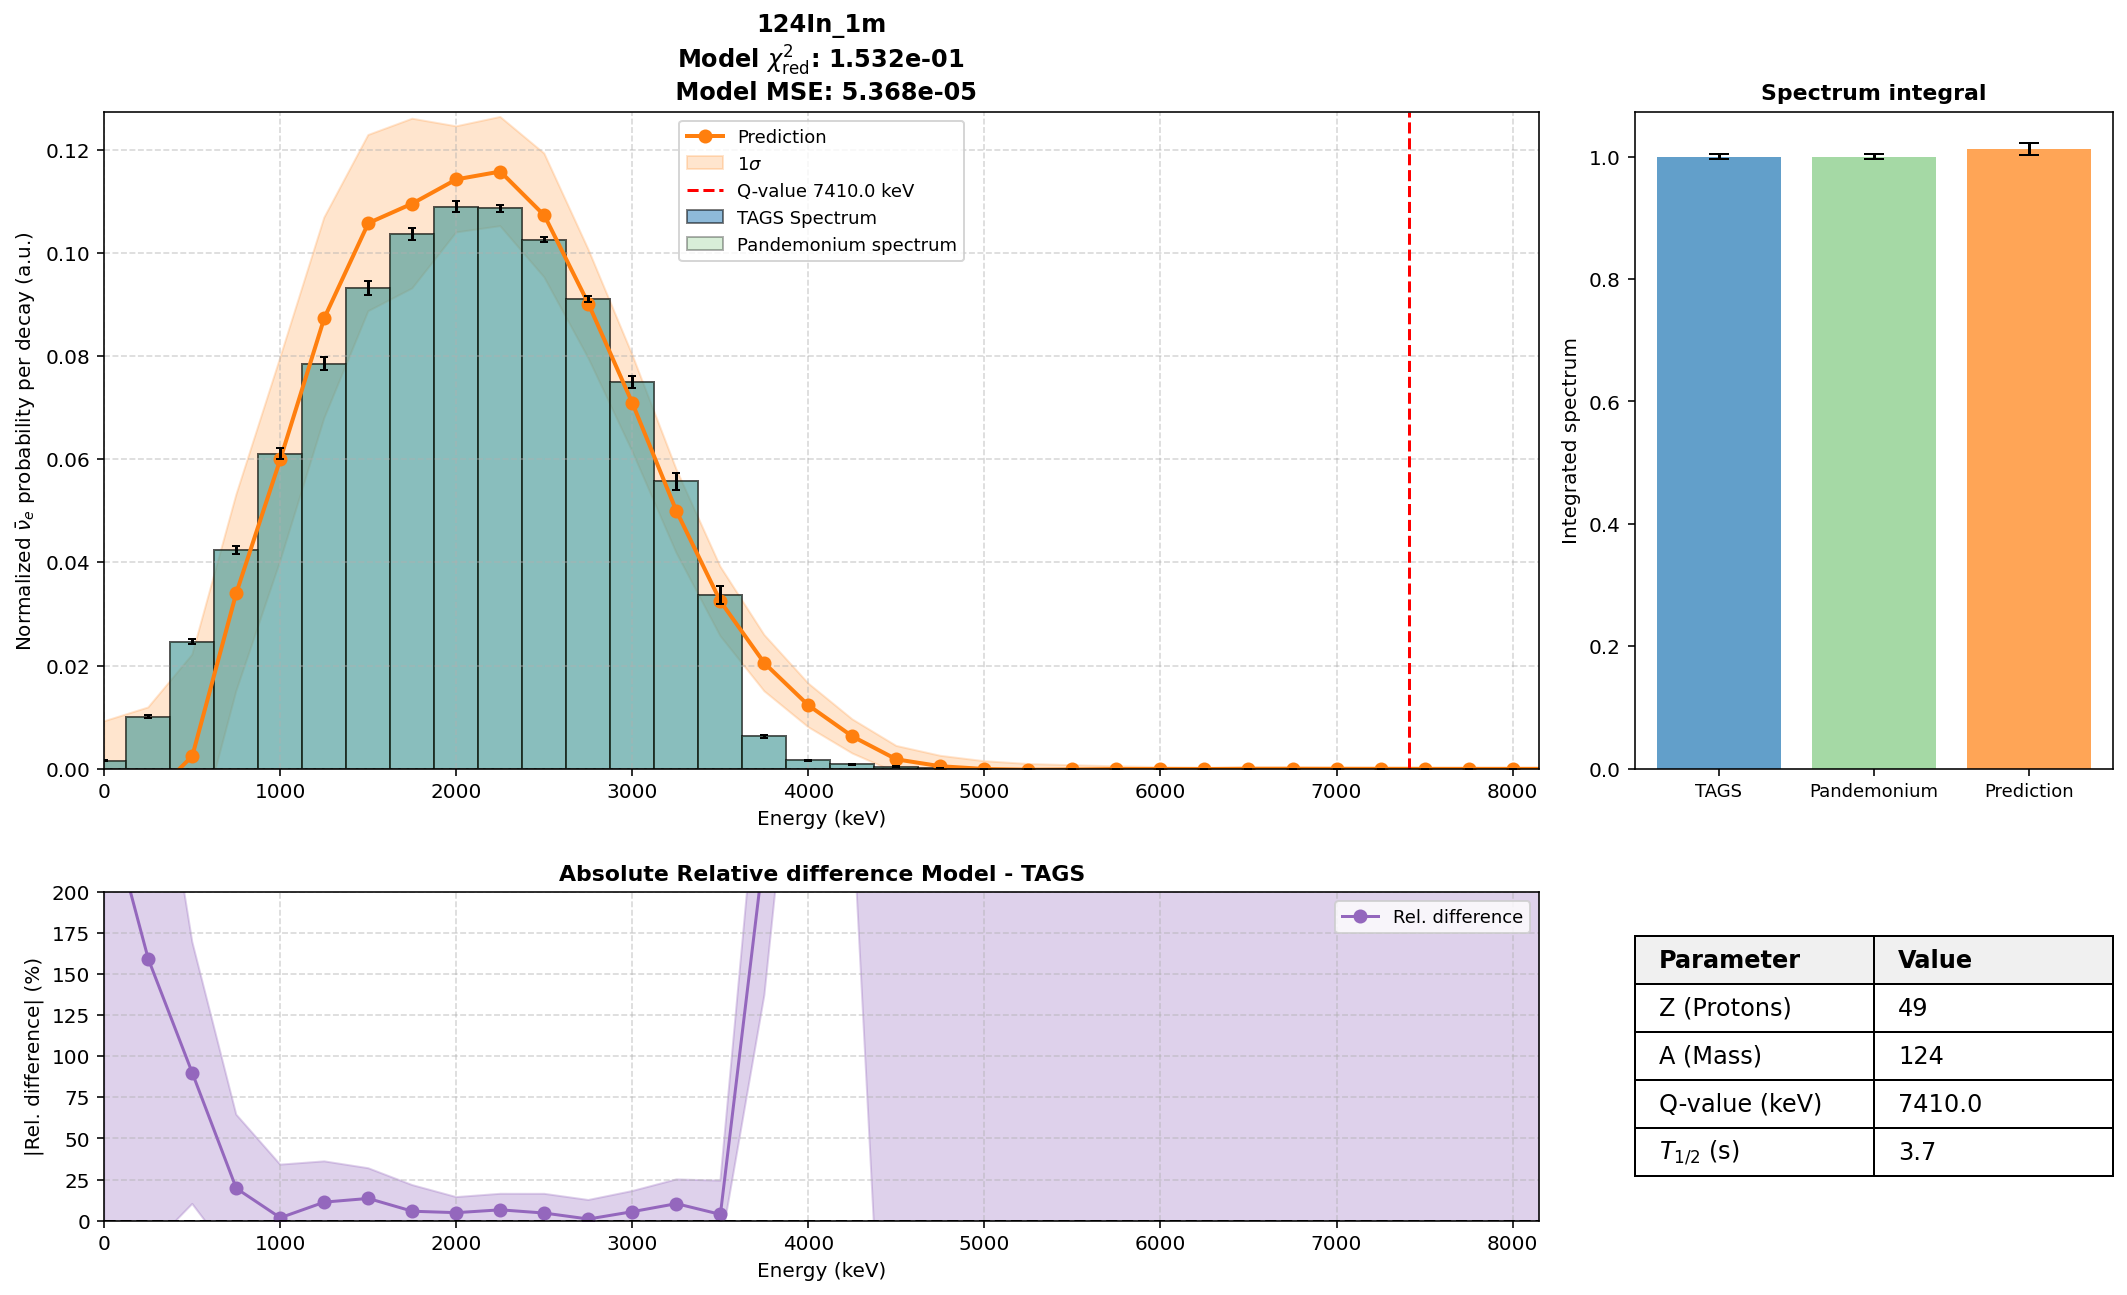 124In_1m
Model χ²red: 1.532e-01
Model MSE: 5.368e-05
Normalized ν̄e probability per decay (a.u.)
0.12
0.10
0.08
0.06
0.04
0.02
0.00
Prediction
1σ
Q-value 7410.0 keV
TAGS Spectrum
Pandemonium spectrum
0 1000 2000 3000 4000 5000 6000 7000 8000
Energy (keV)
Spectrum integral
Integrated spectrum
1.0
0.8
0.6
0.4
0.2
0.0
TAGS Pandemonium Prediction
Absolute Relative difference Model - TAGS
|Rel. difference| (%)
200
175
150
125
100
75
50
25
0
Rel. difference
0 1000 2000 3000 4000 5000 6000 7000 8000
Energy (keV)
Parameter Value
Z (Protons) 49
A (Mass) 124
Q-value (keV) 7410.0
T1/2 (s) 3.7